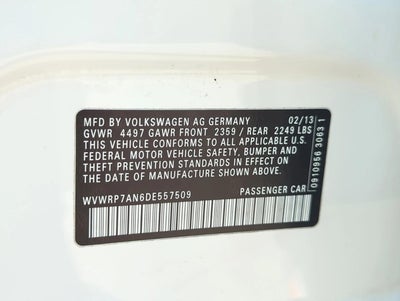 MFD BY VOLKSWAGEN AG GERMANY 02/13
GVWR 4497 GAWR FRONT 2359 / REAR 2249 LBS
THIS VEHICLE CONFORMS TO ALL APPLICABLE U.S.
FEDERAL MOTOR VEHICLE SAFETY, BUMPER AND
THEFT PREVENTION STANDARDS IN EFFECT ON THE
DATE OF MANUFACTURE SHOWN ABOVE.
WVWRP7AN6DE557509 PASSENGER CAR
0910956 3063 1